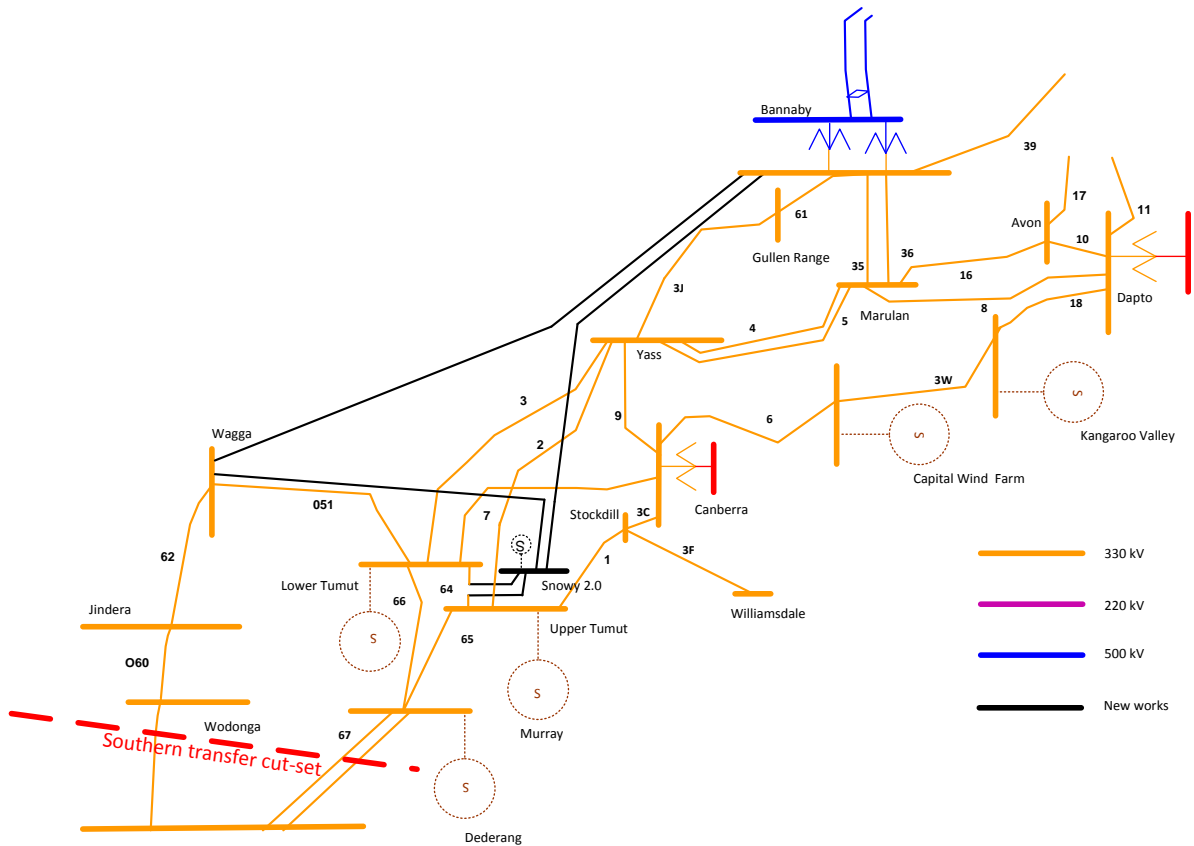 Bannaby
39
17
11
Avon
61
10
Gullen Range
36
35
16
3J
Dapto
Marulan
8
18
4
5
Yass
3W
3
9
6
2
Wagga
Kangaroo Valley
S
S
Capital Wind Farm
Canberra
051
7
Stockdill
3C
S
1
3F
330 kV
62
Lower Tumut
64
Snowy 2.0
66
Williamsdale
220 kV
Jindera
65
Upper Tumut
S
500 kV
O60
S
New works
Wodonga
67
Murray
Southern transfer cut-set
S
Dederang